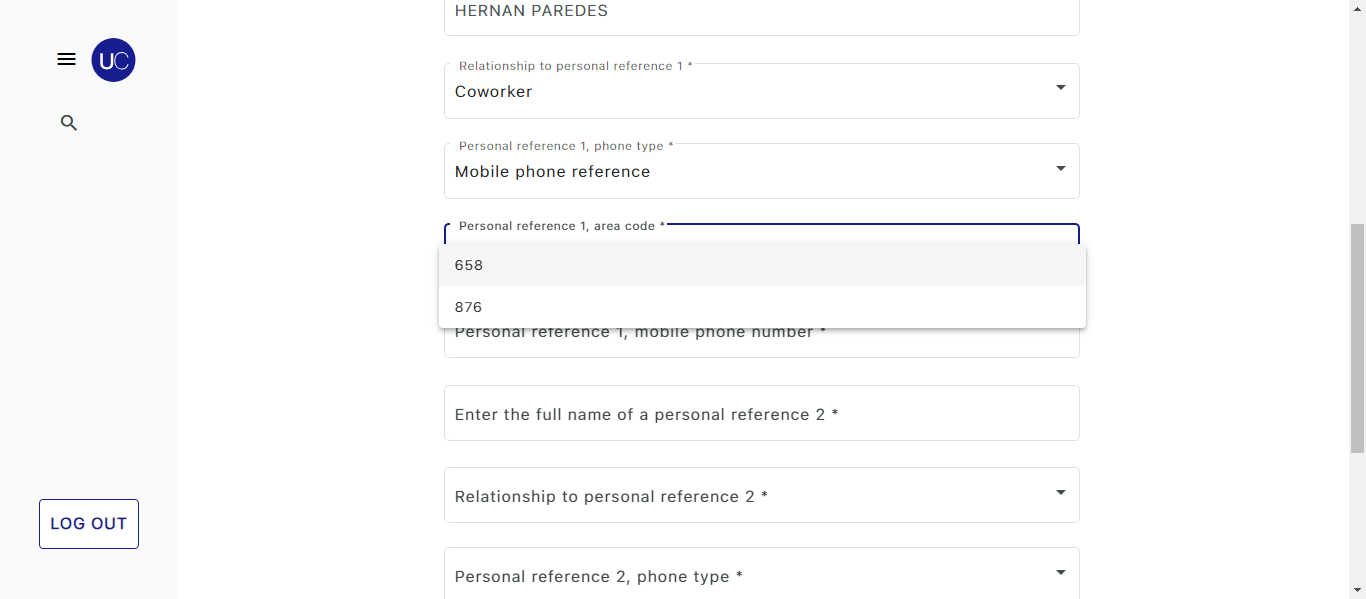 HERNAN PAREDES
UC
Relationship to personal reference 1 *
Coworker
Personal reference 1, phone type *
Mobile phone reference
Personal reference 1, area code *
658
876
Personal reference 1, mobile phone number *
Enter the full name of a personal reference 2 *
Relationship to personal reference 2 *
LOG OUT
Personal reference 2, phone type *